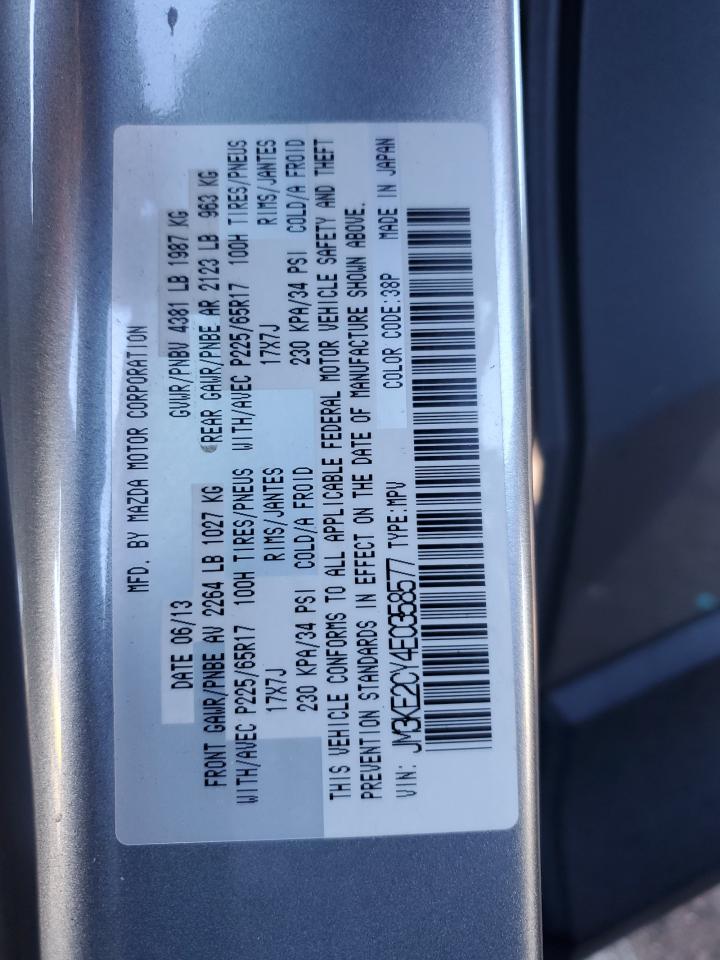 MFD. BY MAZDA MOTOR CORPORATION
DATE 06/13 GVWR/PNBV 4381 LB 1987 KG
FRONT GAWR/PNBE AV 2264 LB 1027 KG REAR GAWR/PNBE AR 2123 LB 963 KG
WITH/AVEC P225/65R17 100H TIRES/PNEUS WITH/AVEC P225/65R17 100H TIRES/PNEUS
17X7J RIMS/JANTES 17X7J RIMS/JANTES
230 KPA/34 PSI COLD/A FROID 230 KPA/34 PSI COLD/A FROID
THIS VEHICLE CONFORMS TO ALL APPLICABLE FEDERAL MOTOR VEHICLE SAFETY AND THEFT
PREVENTION STANDARDS IN EFFECT ON THE DATE OF MANUFACTURE SHOWN ABOVE.
VIN: JM3KE2CY4E0358577 TYPE:MPV COLOR CODE:38P MADE IN JAPAN